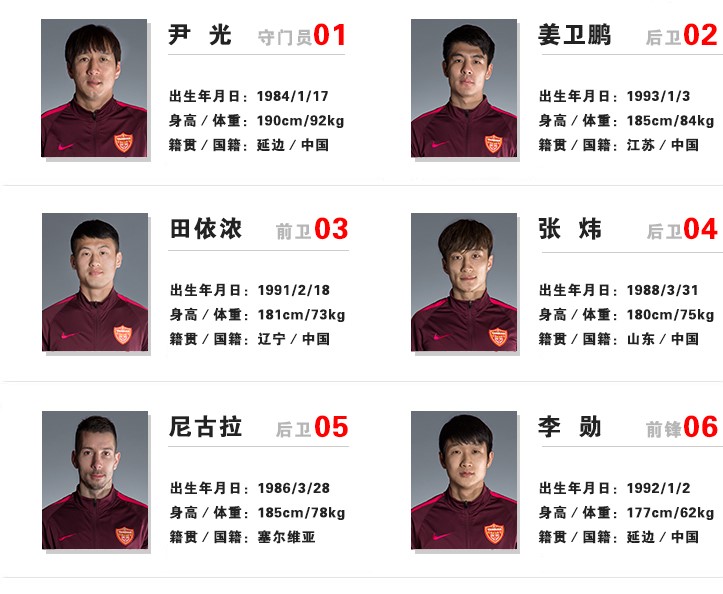 尹 光 守门员01
出生年月日：1984/1/17
身高 / 体重：190cm/92kg
籍贯 / 国籍：延边 / 中国
姜卫鹏 后卫02
出生年月日：1993/1/3
身高 / 体重：185cm/84kg
籍贯 / 国籍：江苏 / 中国
田依浓 前卫03
出生年月日：1991/2/18
身高 / 体重：181cm/73kg
籍贯 / 国籍：辽宁 / 中国
张 炜 后卫04
出生年月日：1988/3/31
身高 / 体重：180cm/75kg
籍贯 / 国籍：山东 / 中国
尼古拉 后卫05
出生年月日：1986/3/28
身高 / 体重：185cm/78kg
籍贯 / 国籍：塞尔维亚
李 勋 前锋06
出生年月日：1992/1/2
身高 / 体重：177cm/62kg
籍贯 / 国籍：延边 / 中国